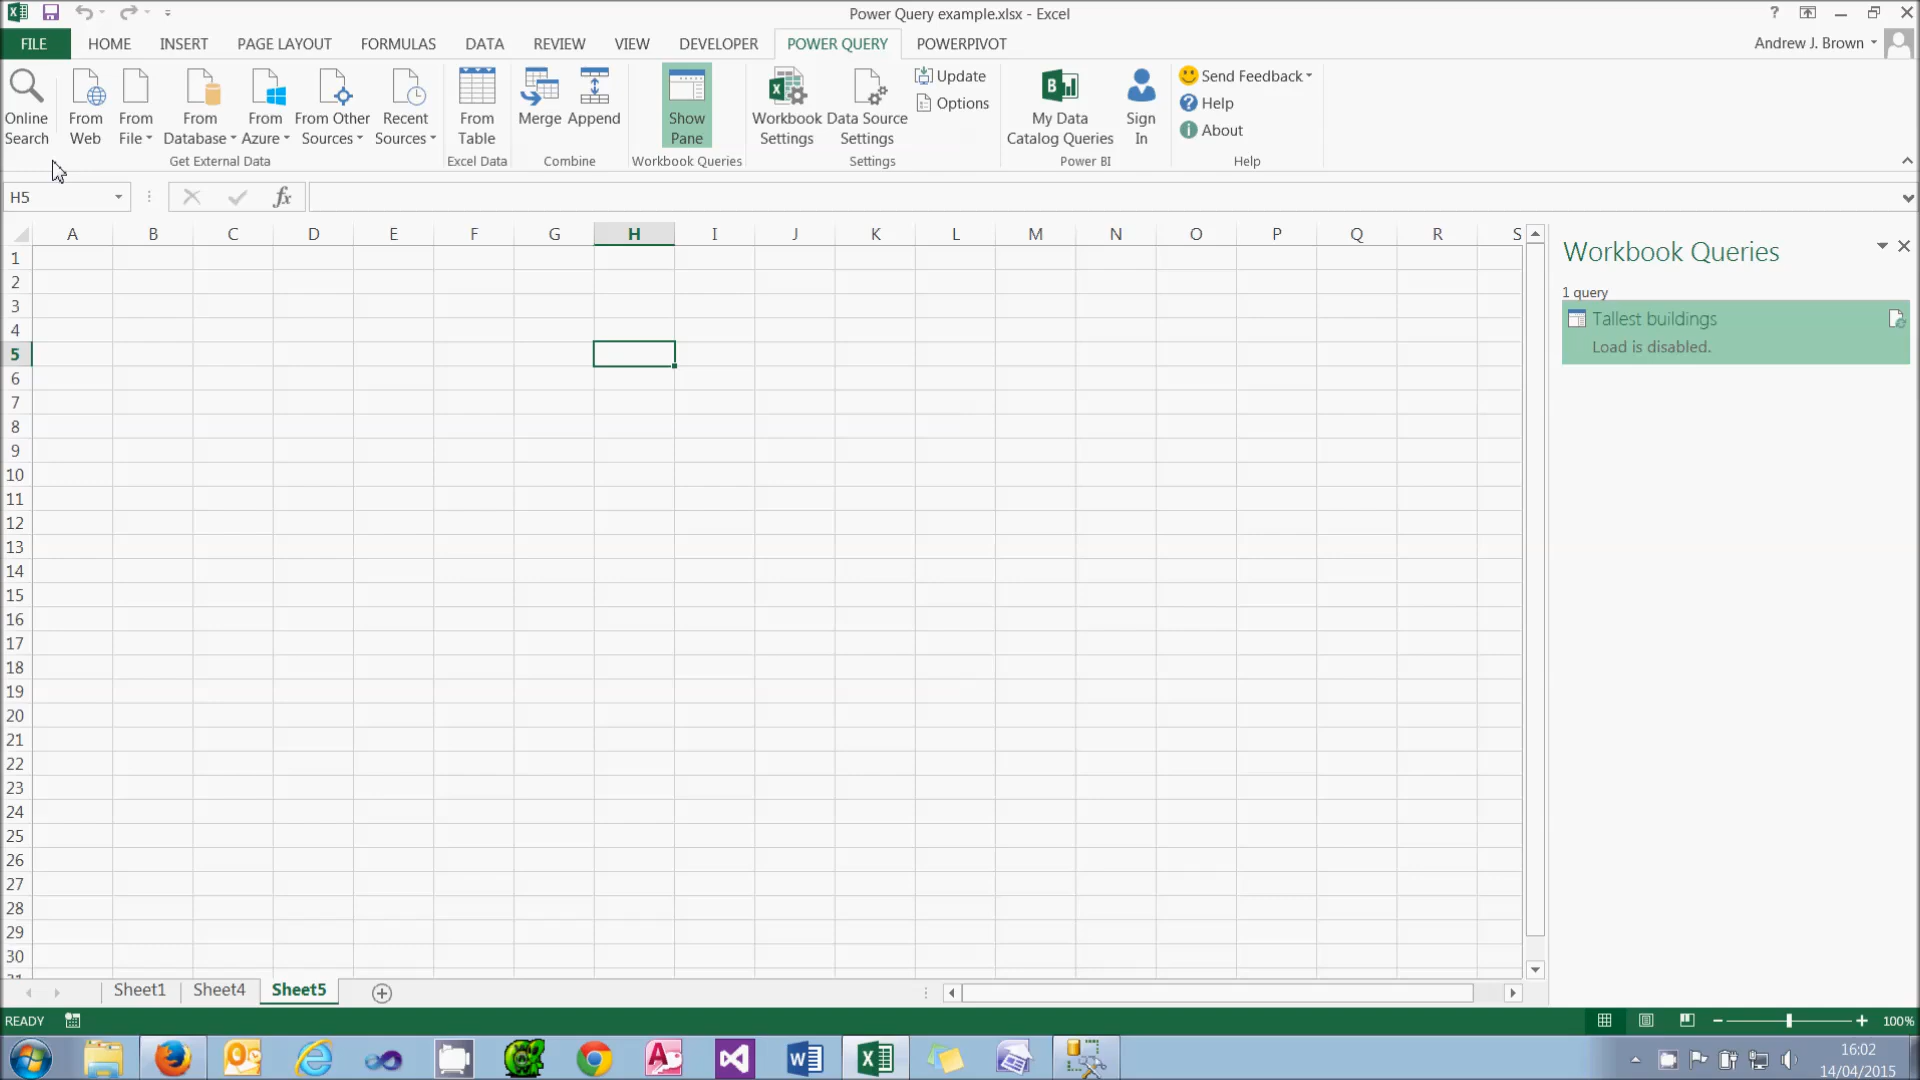 Power Query example.xlsx - Excel
?
FILE HOME INSERT PAGE LAYOUT FORMULAS DATA REVIEW VIEW DEVELOPER POWER QUERY POWERPIVOT
Andrew J. Brown
Online Search
From Web
From File
From Database
From Azure
From Other Sources
Recent Sources
From Table
Merge
Append
Show Pane
Workbook Settings
Data Source Settings
Update
Options
My Data Catalog Queries
Sign In
Send Feedback
Help
About
Get External Data
Excel Data
Combine
Workbook Queries
Settings
Power BI
Help
H5
fx
A B C D E F G H I J K L M N O P Q R S
1
2
3
4
5
6
7
8
9
10
11
12
13
14
15
16
17
18
19
20
21
22
23
24
25
26
27
28
29
30
Workbook Queries
1 query
Tallest buildings
Load is disabled.
Sheet1 Sheet4 Sheet5
READY
100%
16:02
14/04/2015